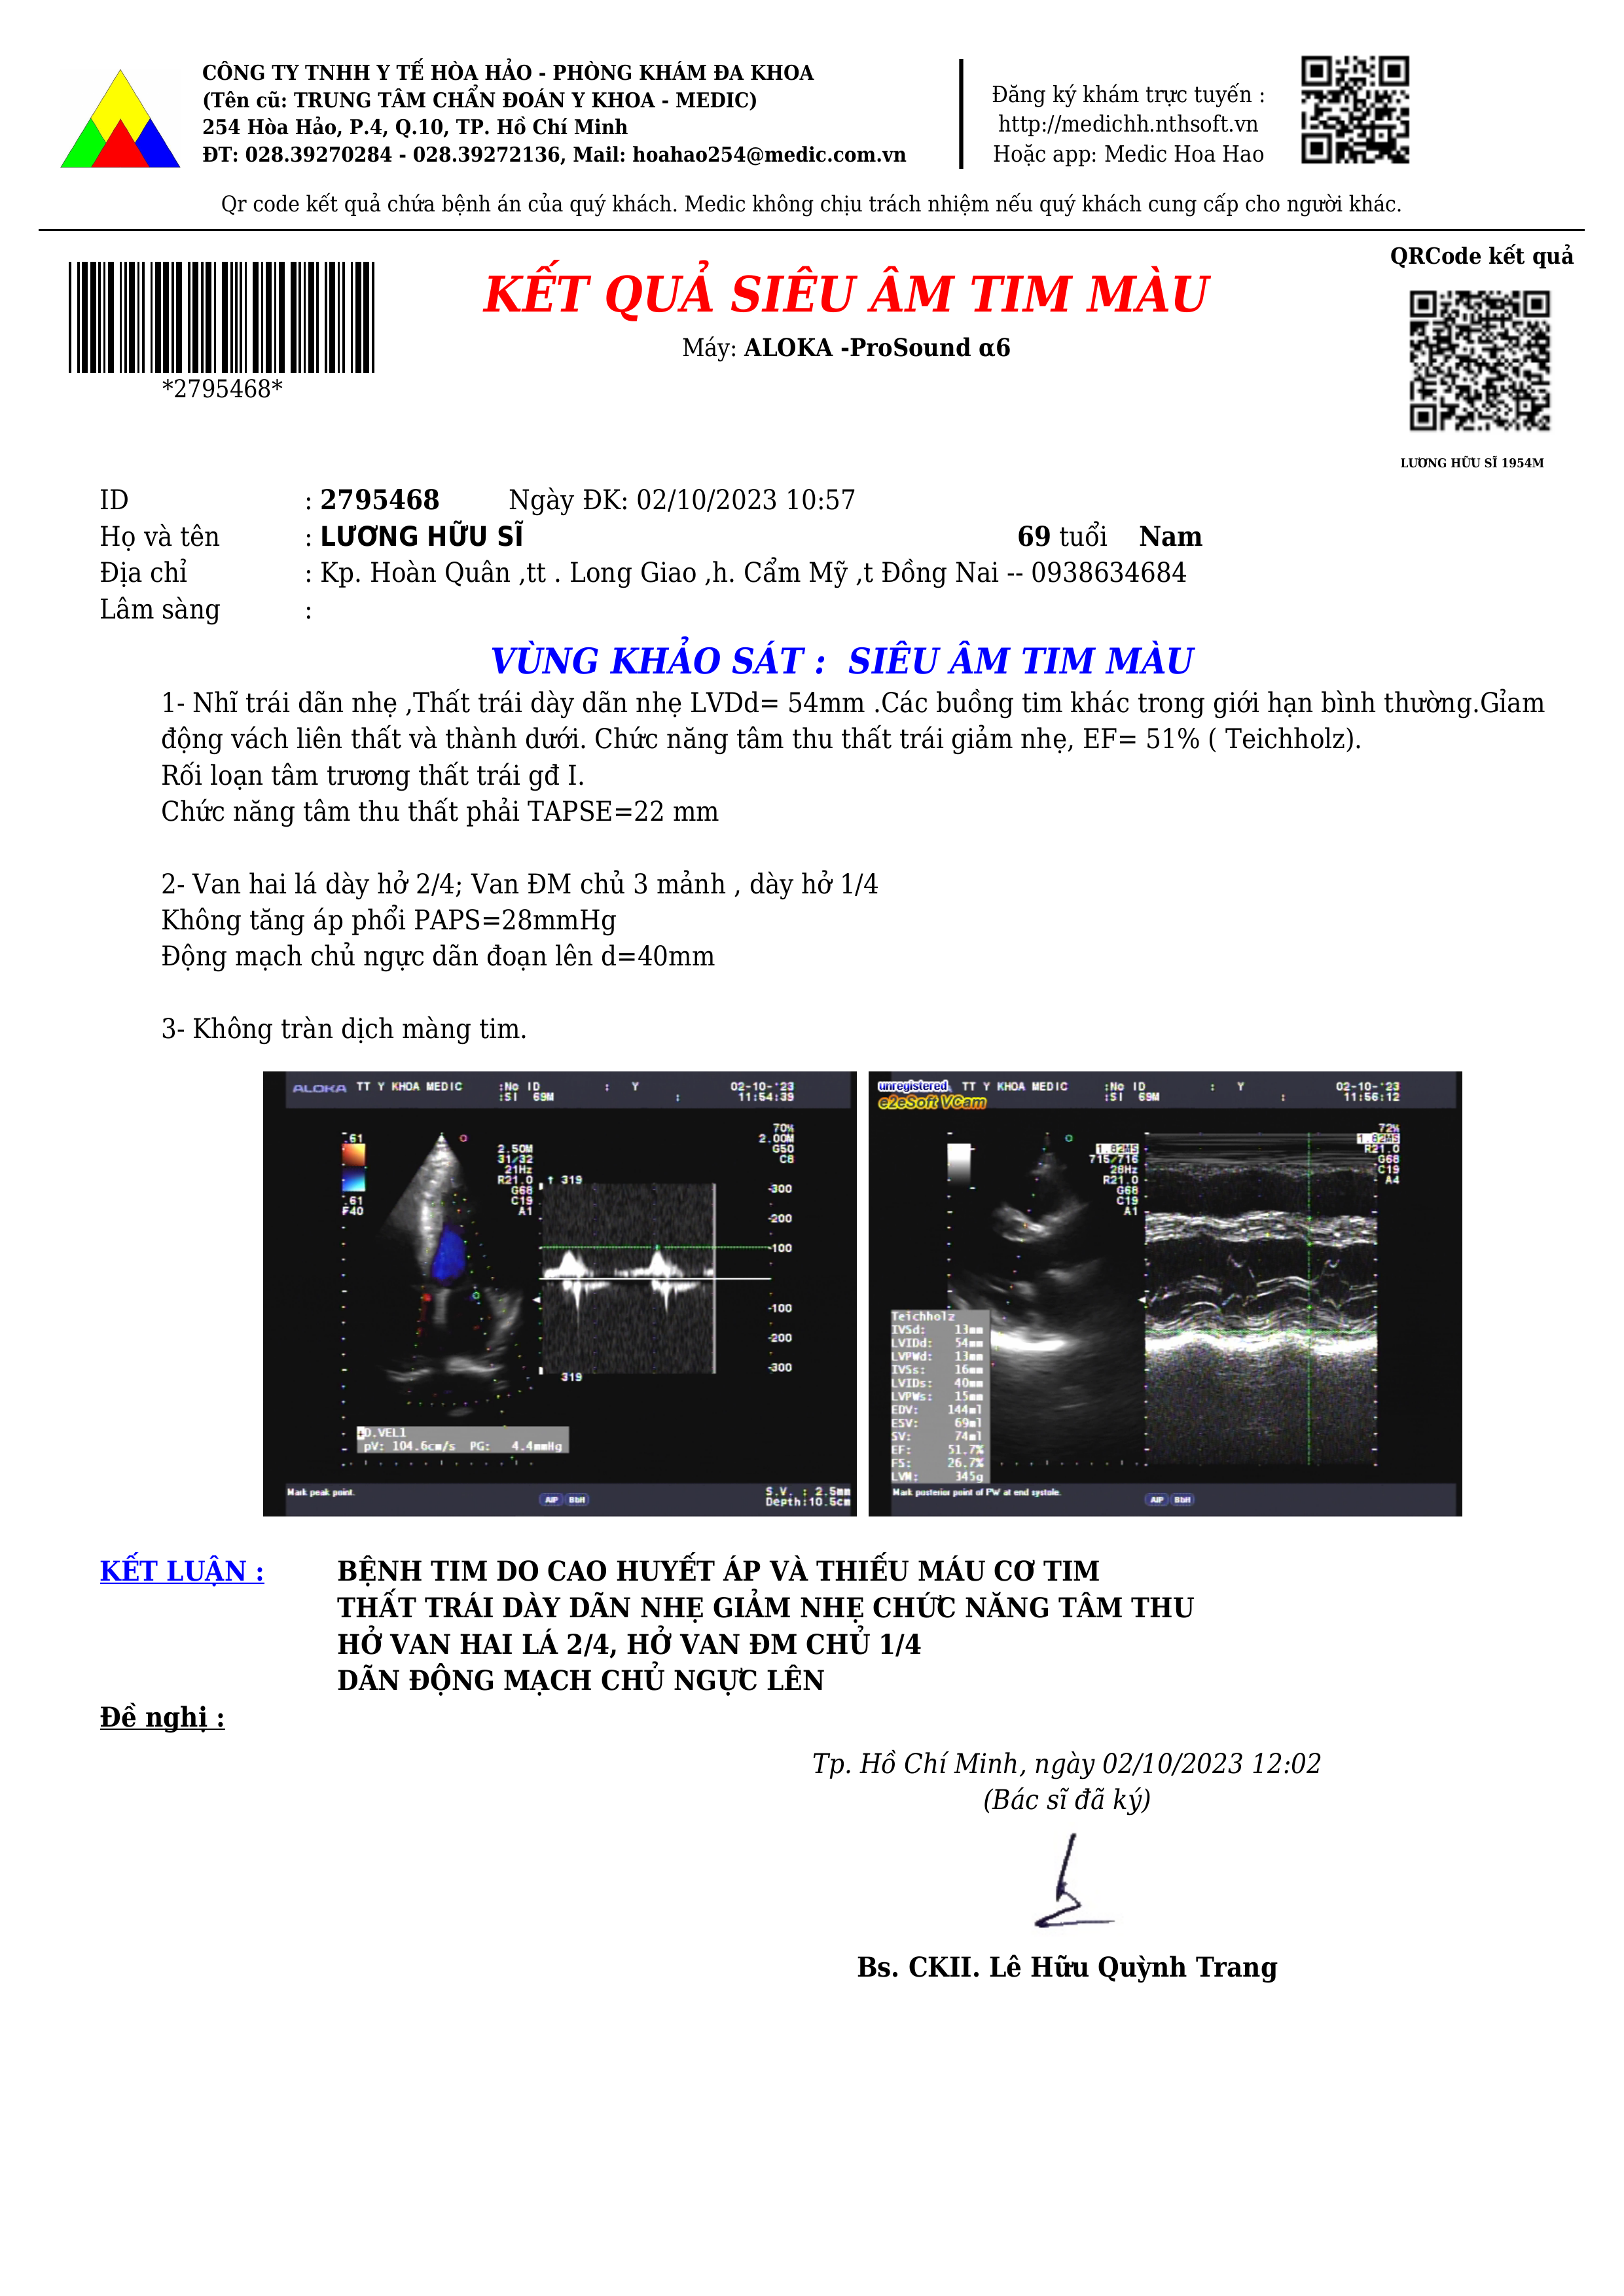 CÔNG TY TNHH Y TẾ HÒA HẢO - PHÒNG KHÁM ĐA KHOA
(Tên cũ: TRUNG TÂM CHẨN ĐOÁN Y KHOA - MEDIC)
254 Hòa Hảo, P.4, Q.10, TP. Hồ Chí Minh
ĐT: 028.39270284 - 028.39272136, Mail: hoahao254@medic.com.vn
Đăng ký khám trực tuyến :
http://medichh.nthsoft.vn
Hoặc app: Medic Hoa Hao
Qr code kết quả chứa bệnh án của quý khách. Medic không chịu trách nhiệm nếu quý khách cung cấp cho người khác.
*2795468*
KẾT QUẢ SIÊU ÂM TIM MÀU
Máy: ALOKA -ProSound α6
QRCode kết quả
LƯƠNG HỮU SĨ 1954M
ID : 2795468 Ngày ĐK: 02/10/2023 10:57
Họ và tên : LƯƠNG HỮU SĨ 69 tuổi Nam
Địa chỉ : Kp. Hoàn Quân ,tt . Long Giao ,h. Cẩm Mỹ ,t Đồng Nai -- 0938634684
Lâm sàng :
VÙNG KHẢO SÁT : SIÊU ÂM TIM MÀU
1- Nhĩ trái dãn nhẹ ,Thất trái dày dãn nhẹ LVDd= 54mm .Các buồng tim khác trong giới hạn bình thường.Gỉam
động vách liên thất và thành dưới. Chức năng tâm thu thất trái giảm nhẹ, EF= 51% ( Teichholz).
Rối loạn tâm trương thất trái gđ I.
Chức năng tâm thu thất phải TAPSE=22 mm
2- Van hai lá dày hở 2/4; Van ĐM chủ 3 mảnh , dày hở 1/4
Không tăng áp phổi PAPS=28mmHg
Động mạch chủ ngực dãn đoạn lên d=40mm
3- Không tràn dịch màng tim.
ALOKA TT Y KHOA MEDIC :No ID : Y 02-10-'23
:SI 69M : 11:54:39
70%
2.00M
G50
C8
.61
2.50M
31/32
21Hz
R21.0
G68
C19
A1
.61
F40
↑ 319
-300
-200
-100
-100
-200
-300
319
D.VEL1
pV: 104.6cm/s PG: 4.4mmHg
Mark peak point.
AIP BbH
S.V. : 2.5mm
Depth:10.5cm
unregistered TT Y KHOA MEDIC :No ID : Y 02-10-'23
e2eSoft VCam :SI 69M : 11:56:12
72%
1.82MS
R21.0
G68
C19
A4
1.82MS
715/716
28Hz
R21.0
G68
C19
A1
Teichholz
IVSd: 13mm
LVIDd: 54mm
LVPWd: 13mm
IVSs: 16mm
LVIDs: 40mm
LVPWs: 15mm
EDV: 144ml
ESV: 69ml
SV: 74ml
EF: 51.7%
FS: 26.7%
LVM: 345g
Mark posterior point of PW at end systole.
AIP BbH
KẾT LUẬN : BỆNH TIM DO CAO HUYẾT ÁP VÀ THIẾU MÁU CƠ TIM
THẤT TRÁI DÀY DÃN NHẸ GIẢM NHẸ CHỨC NĂNG TÂM THU
HỞ VAN HAI LÁ 2/4, HỞ VAN ĐM CHỦ 1/4
DÃN ĐỘNG MẠCH CHỦ NGỰC LÊN
Đề nghị :
Tp. Hồ Chí Minh, ngày 02/10/2023 12:02
(Bác sĩ đã ký)
Bs. CKII. Lê Hữu Quỳnh Trang